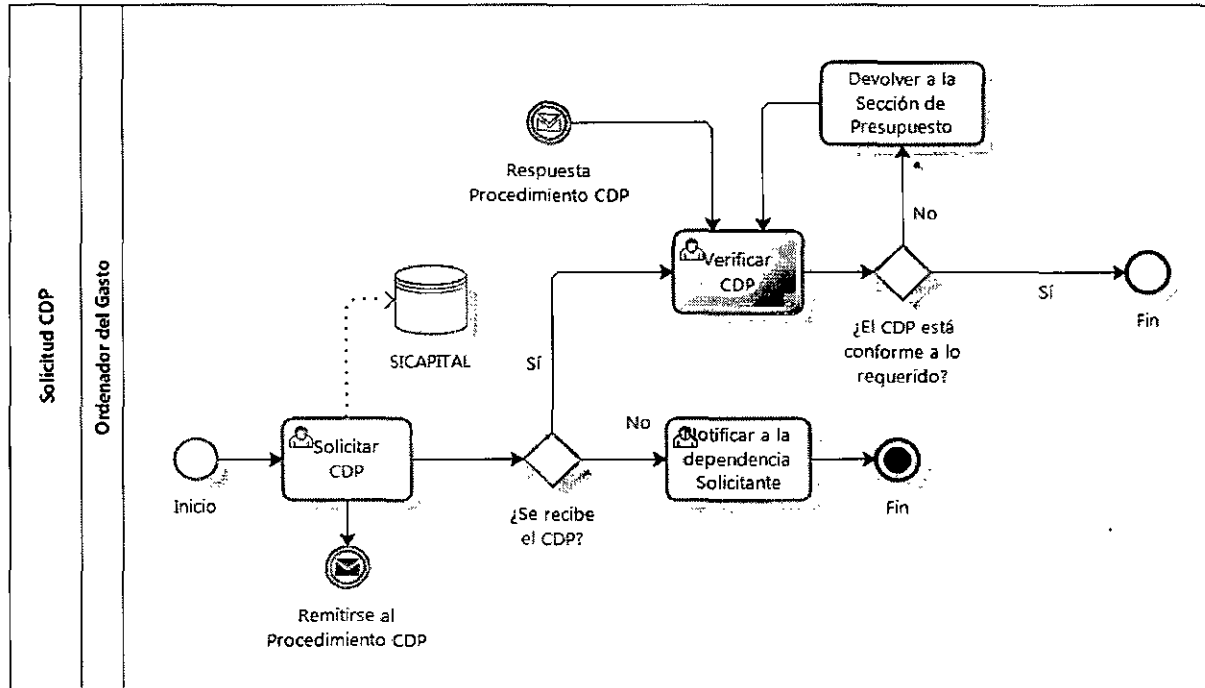 Solicitud CDP
Ordenador del Gasto
Devolver a la
Sección de
Presupuesto
Respuesta
Procedimiento CDP
No
Verificar
CDP
Sí
Fin
¿El CDP está
conforme a lo
requerido?
SICAPITAL
Sí
Solicitar
CDP
No
Notificar a la
dependencia
Solicitante
Inicio
¿Se recibe
el CDP?
Fin
Remitirse al
Procedimiento CDP